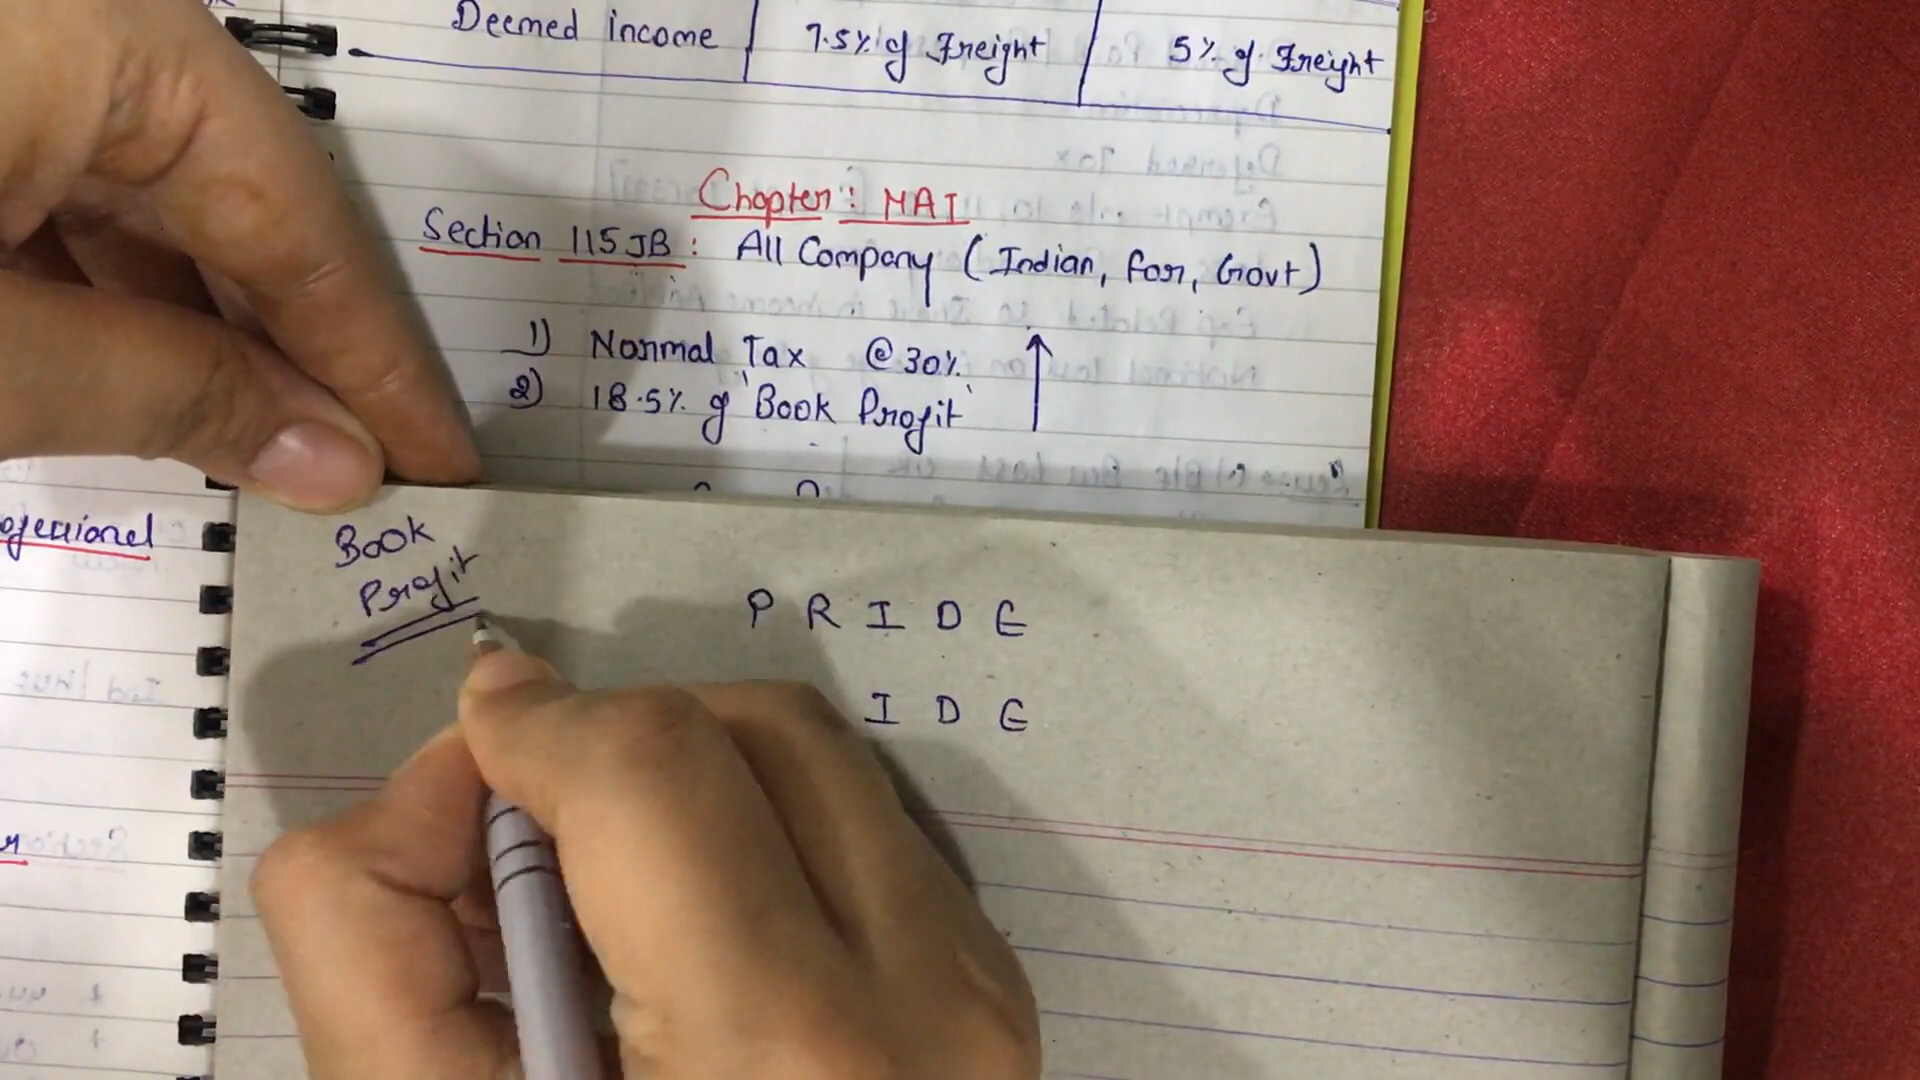 Deemed income 7.5% of Freight 5% of Freight
Chapter : MAT
Section 115JB : All Company (Indian, For, Govt)
1) Normal Tax @ 30%
2) 18.5% of 'Book Profit'
Book
Profit
P R I D E
I D E